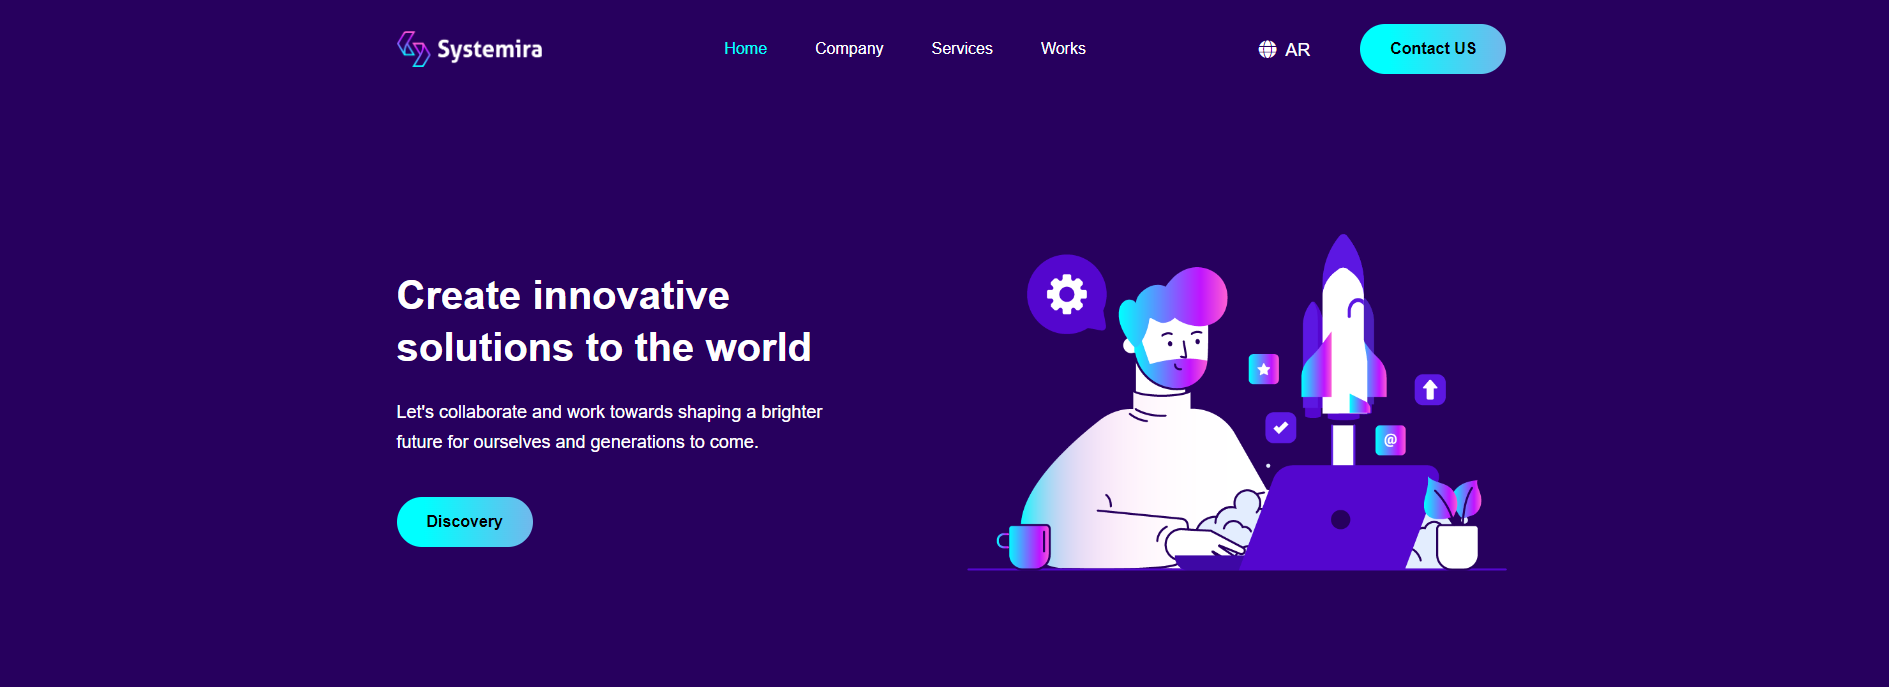 Systemira
Home
Company
Services
Works
AR
Contact US
Create innovative
solutions to the world
Let's collaborate and work towards shaping a brighter
future for ourselves and generations to come.
Discovery
@